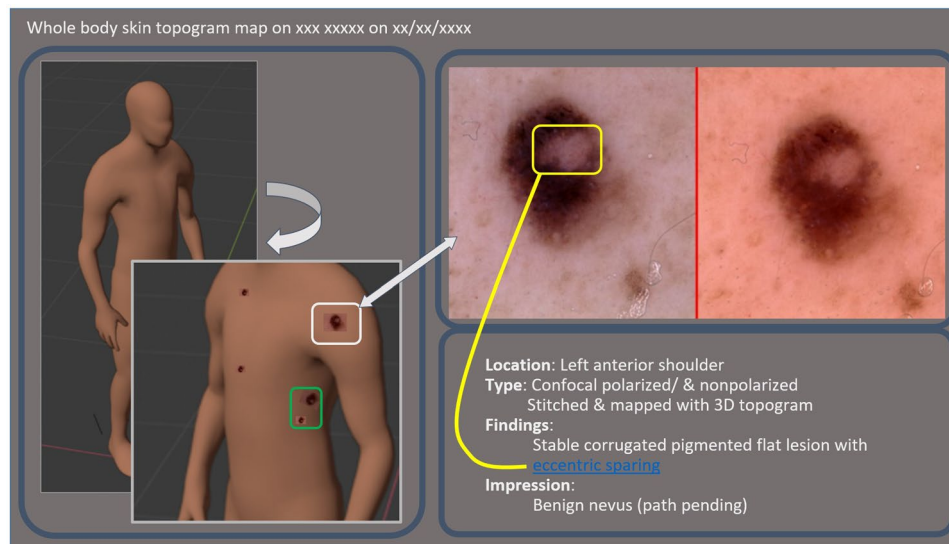 Whole body skin topogram map on xxx xxxxx on xx/xx/xxxx
Location: Left anterior shoulder
Type: Confocal polarized/ & nonpolarized
Stitched & mapped with 3D topogram
Findings:
Stable corrugated pigmented flat lesion with
eccentric sparing
Impression:
Benign nevus (path pending)